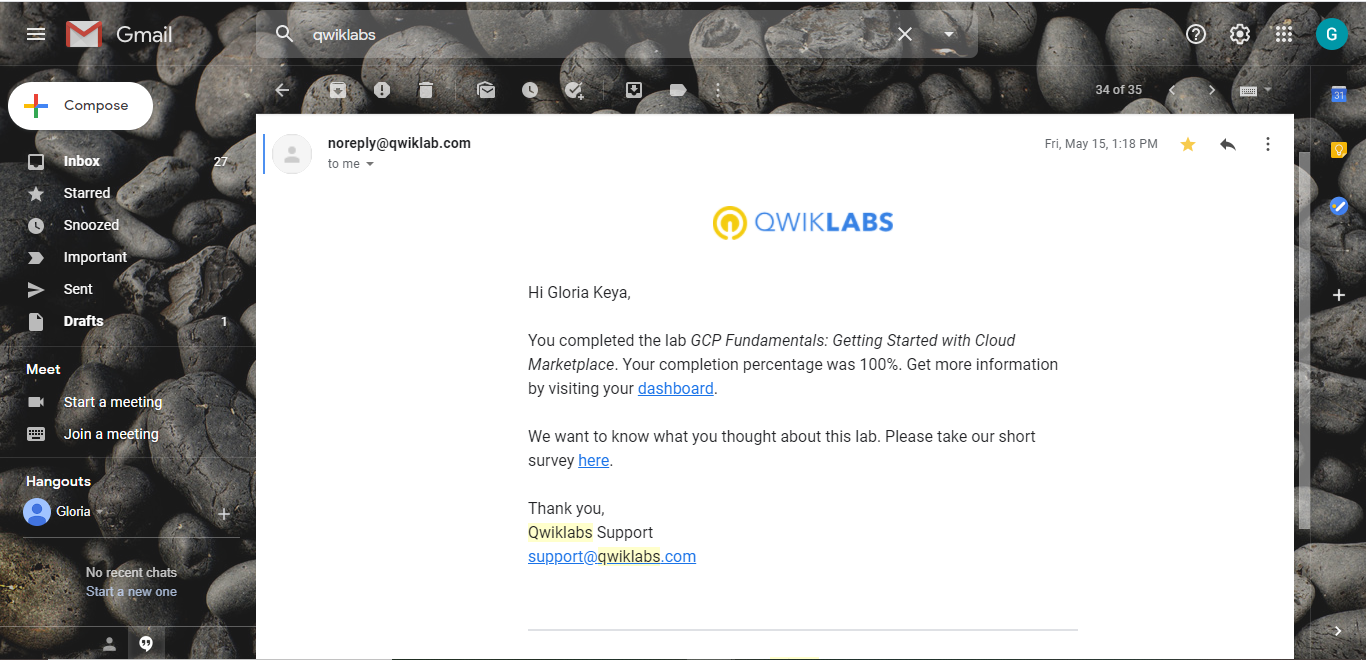 Gmail
qwiklabs
G
Compose
34 of 35
31
Inbox 27
Starred
Snoozed
Important
Sent
Drafts 1
Meet
Start a meeting
Join a meeting
Hangouts
Gloria
No recent chats
Start a new one
noreply@qwiklab.com
Fri, May 15, 1:18 PM
to me
QWIKLABS
Hi Gloria Keya,
You completed the lab GCP Fundamentals: Getting Started with Cloud
Marketplace. Your completion percentage was 100%. Get more information
by visiting your dashboard.
We want to know what you thought about this lab. Please take our short
survey here.
Thank you,
Qwiklabs Support
support@qwiklabs.com